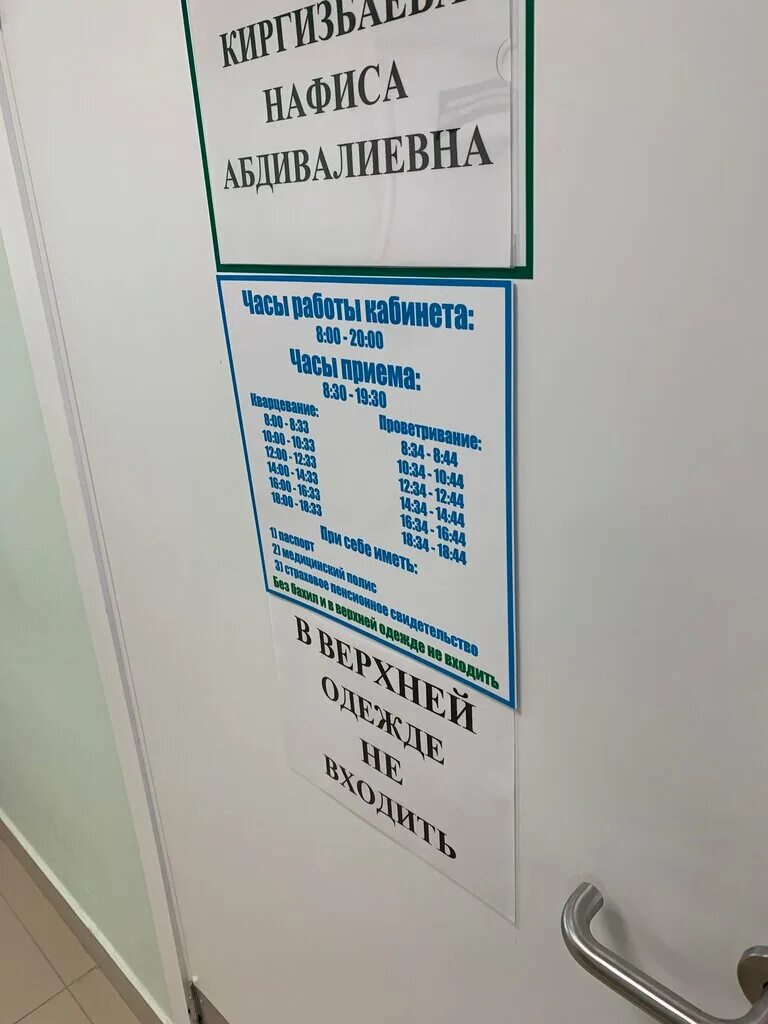 КИРГИЗБАЕВА
НАФИСА
АБДИВАЛИЕВНА
Часы работы кабинета:
8:00 - 20:00
Часы приема:
8:30 - 19:30
Кварцевание:
8:00 - 8:33
10:00 - 10:33
12:00 - 12:33
14:00 - 14:33
16:00 - 16:33
18:00 - 18:33
Проветривание:
8:34 - 8:44
10:34 - 10:44
12:34 - 12:44
14:34 - 14:44
16:34 - 16:44
18:34 - 18:44
При себе иметь:
1) паспорт
2) медицинский полис
3) страховое пенсионное свидетельство
Без бахил и в верхней одежде не входить
В ВЕРХНЕЙ
ОДЕЖДЕ
НЕ
ВХОДИТЬ